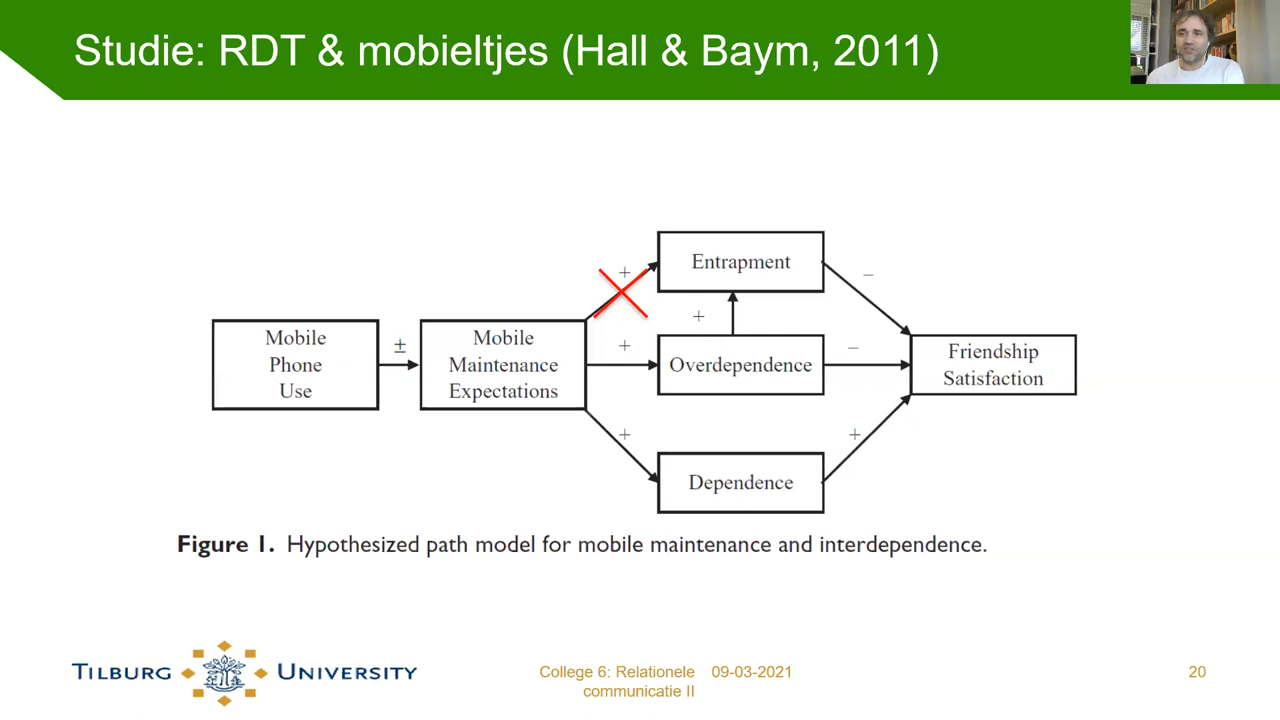 Studie: RDT & mobieltjes (Hall & Baym, 2011)
Entrapment
Mobile
Phone
Use
±
Mobile
Maintenance
Expectations
+
+
+
+
Overdependence
Dependence
–
–
+
Friendship
Satisfaction
Figure 1. Hypothesized path model for mobile maintenance and interdependence.
TILBURG UNIVERSITY
College 6: Relationele
communicatie II
09-03-2021
20